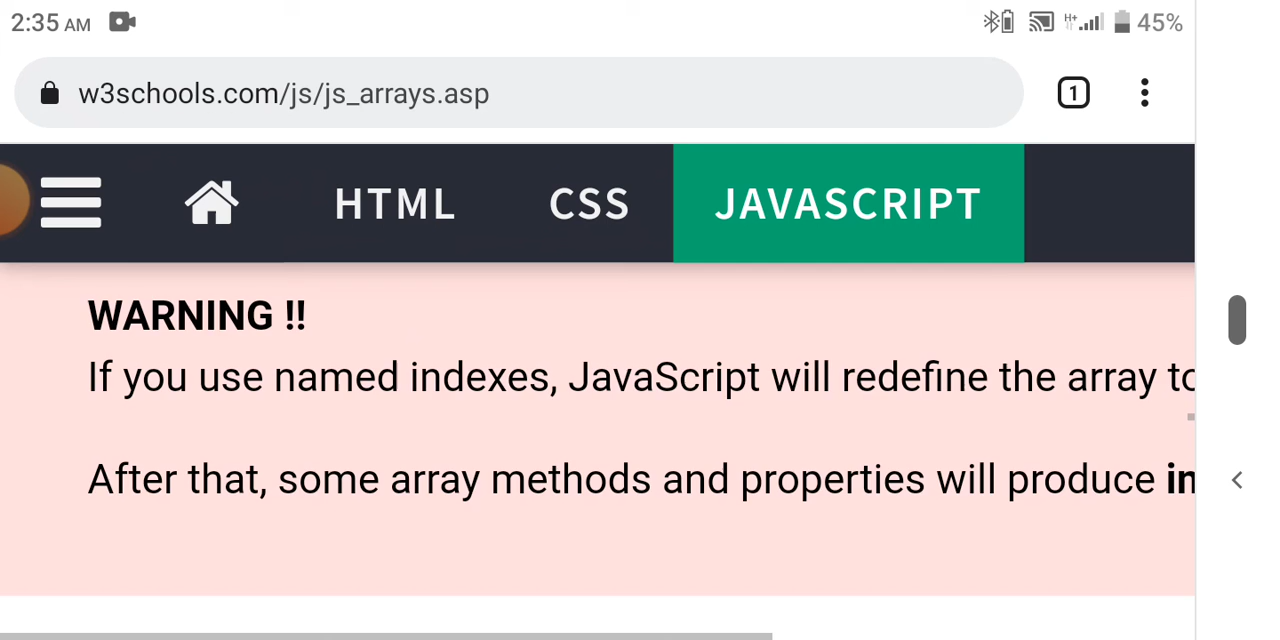 2:35 AM
H+ 45%
w3schools.com/js/js_arrays.asp
1
HTML CSS JAVASCRIPT
WARNING !!
If you use named indexes, JavaScript will redefine the array to
After that, some array methods and properties will produce in